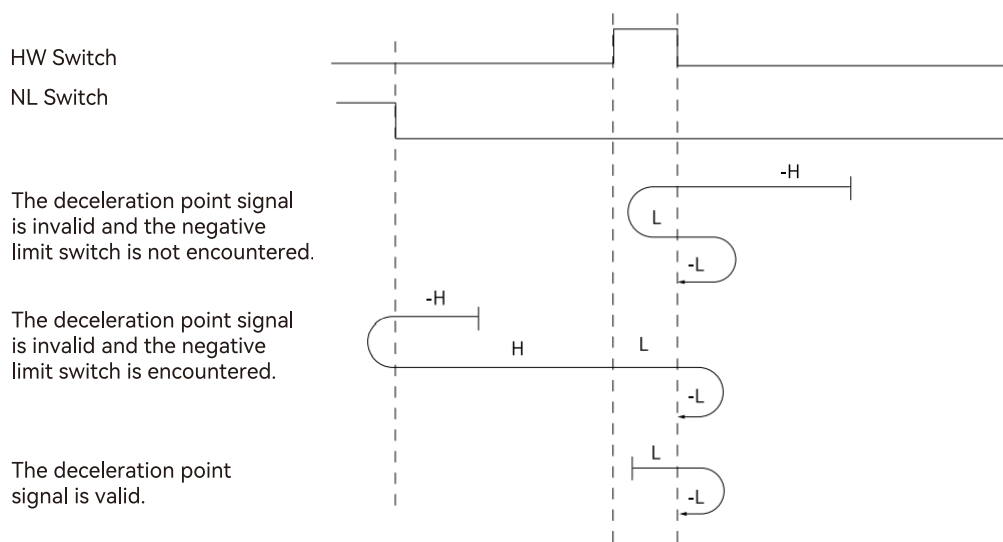 HW Switch
NL Switch
-H
The deceleration point signal
is invalid and the negative
limit switch is not encountered.
L
-L
-H
The deceleration point signal
is invalid and the negative
limit switch is encountered.
H
L
-L
L
The deceleration point
signal is valid.
-L